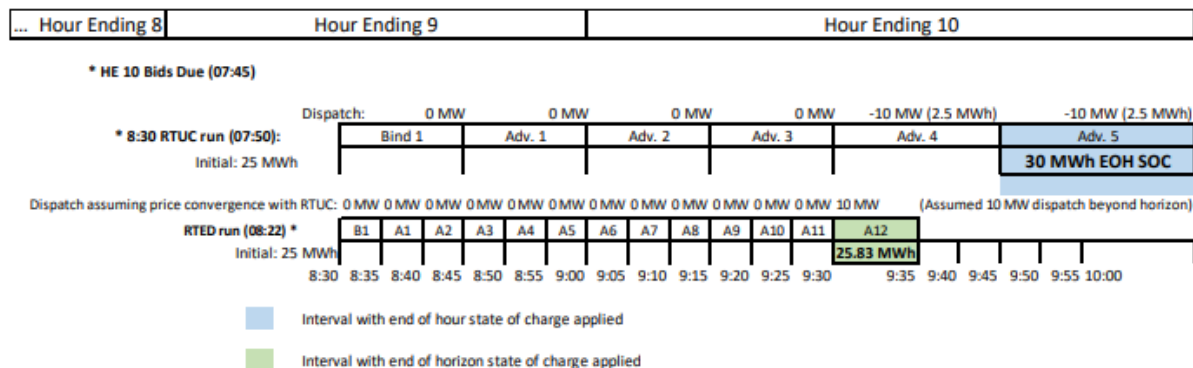 ... Hour Ending 8 Hour Ending 9 Hour Ending 10
* HE 10 Bids Due (07:45)
Dispatch: 0 MW 0 MW 0 MW 0 MW -10 MW (2.5 MWh) -10 MW (2.5 MWh)
* 8:30 RTUC run (07:50): Bind 1 Adv. 1 Adv. 2 Adv. 3 Adv. 4 Adv. 5
Initial: 25 MWh 30 MWh EOH SOC
Dispatch assuming price convergence with RTUC: 0 MW 0 MW 0 MW 0 MW 0 MW 0 MW 0 MW 0 MW 0 MW 0 MW 0 MW 0 MW 10 MW (Assumed 10 MW dispatch beyond horizon)
RTED run (08:22) * B1 A1 A2 A3 A4 A5 A6 A7 A8 A9 A10 A11 A12
Initial: 25 MWh 25.83 MWh
8:30 8:35 8:40 8:45 8:50 8:55 9:00 9:05 9:10 9:15 9:20 9:25 9:30 9:35 9:40 9:45 9:50 9:55 10:00
Interval with end of hour state of charge applied
Interval with end of horizon state of charge applied